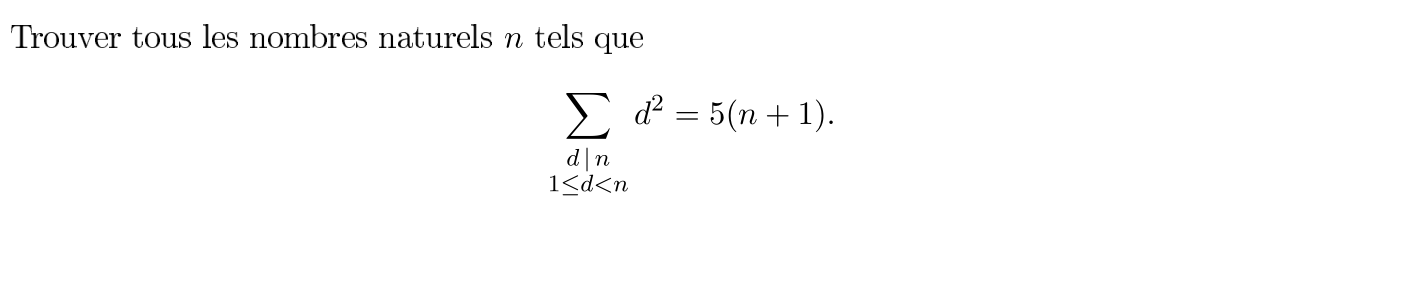 Trouver tous les nombres naturels n tels que
∑ d² = 5(n + 1).
d | n
1≤d<n